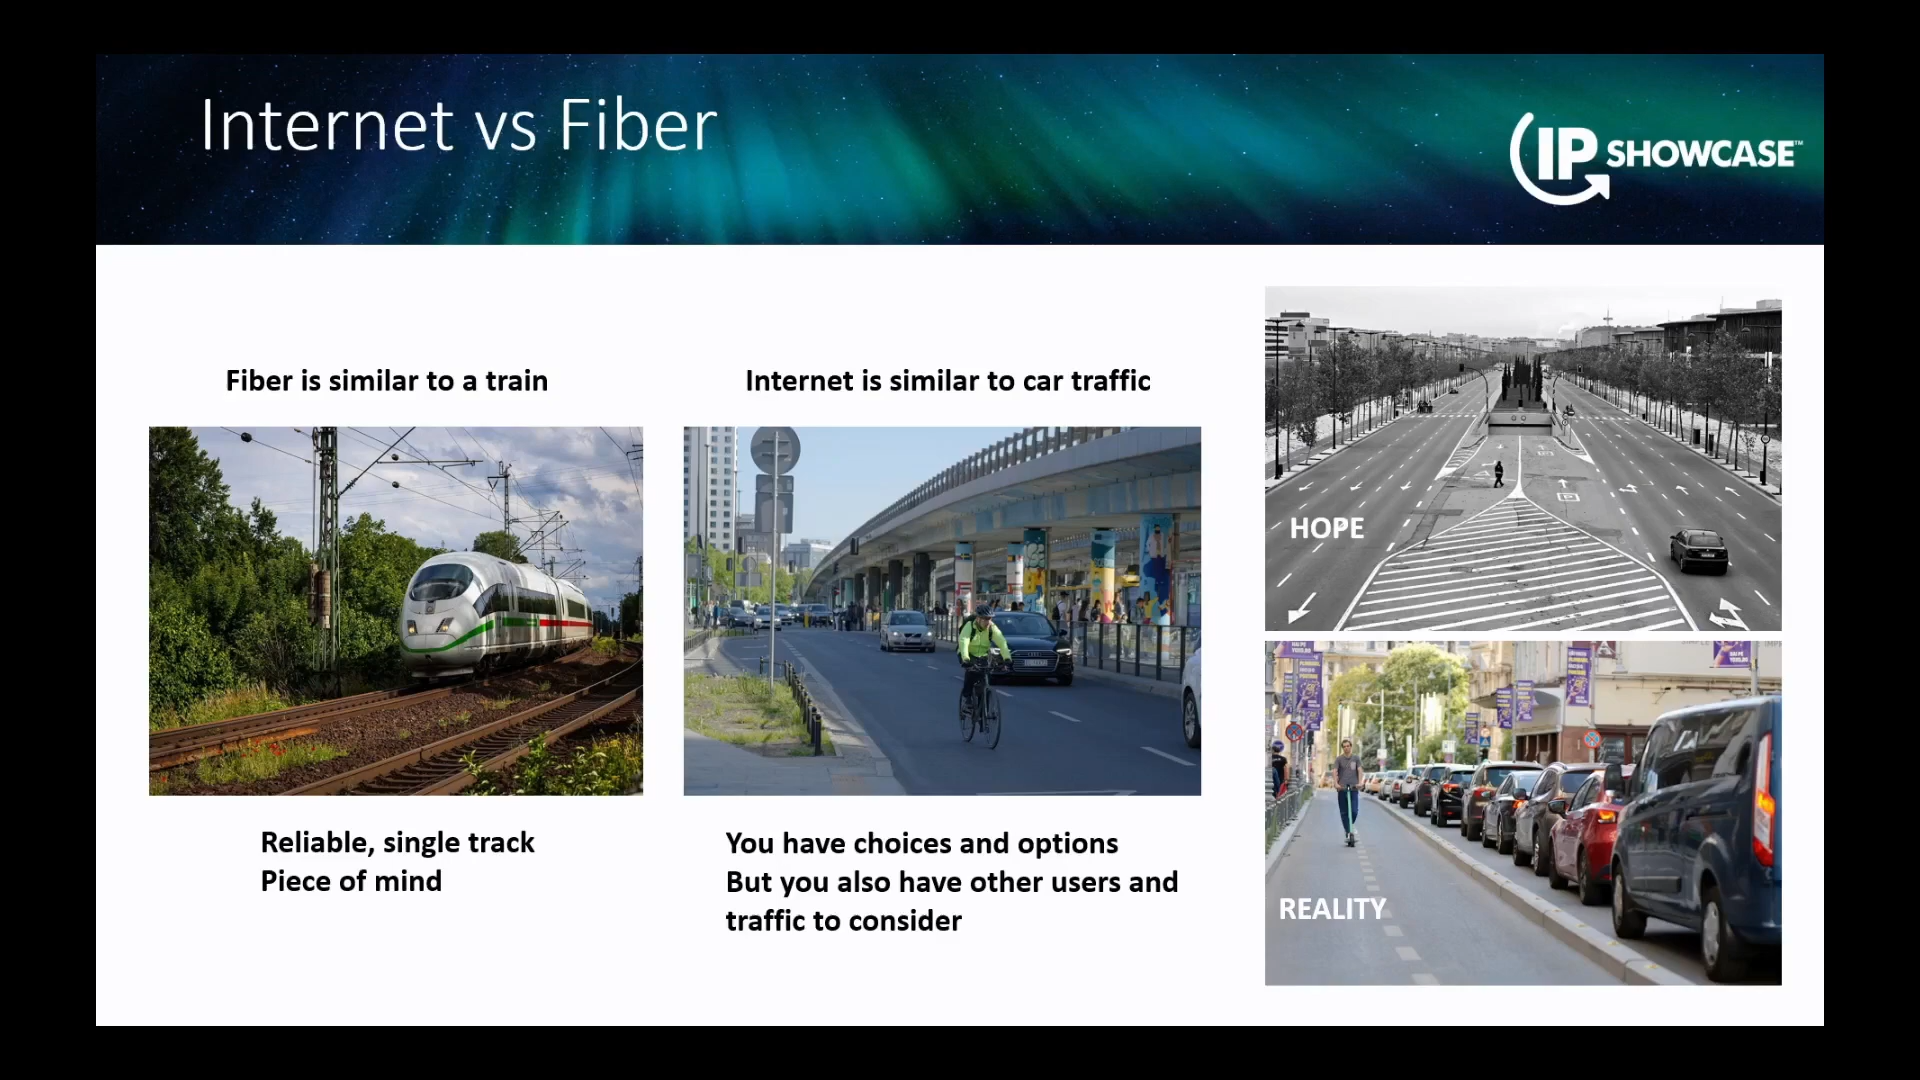 Internet vs Fiber
IP SHOWCASE™
Fiber is similar to a train
Internet is similar to car traffic
Reliable, single track
Piece of mind
You have choices and options
But you also have other users and
traffic to consider
HOPE
REALITY